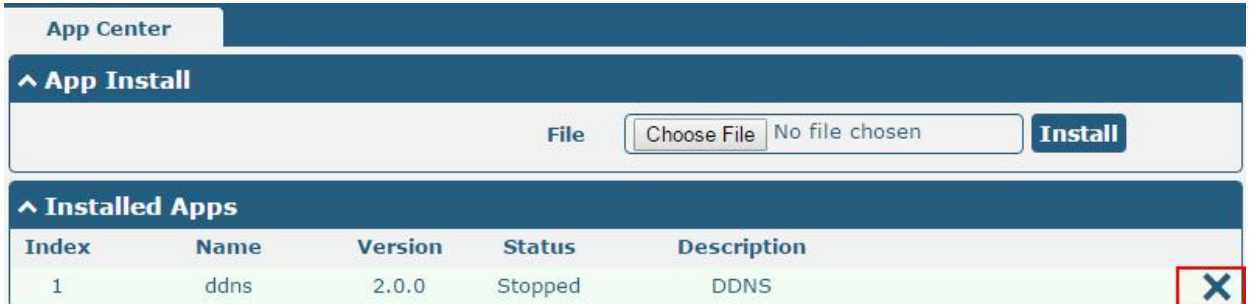 App Center
App Install
File Choose File No file chosen Install
Installed Apps
Index Name Version Status Description
1 ddns 2.0.0 Stopped DDNS